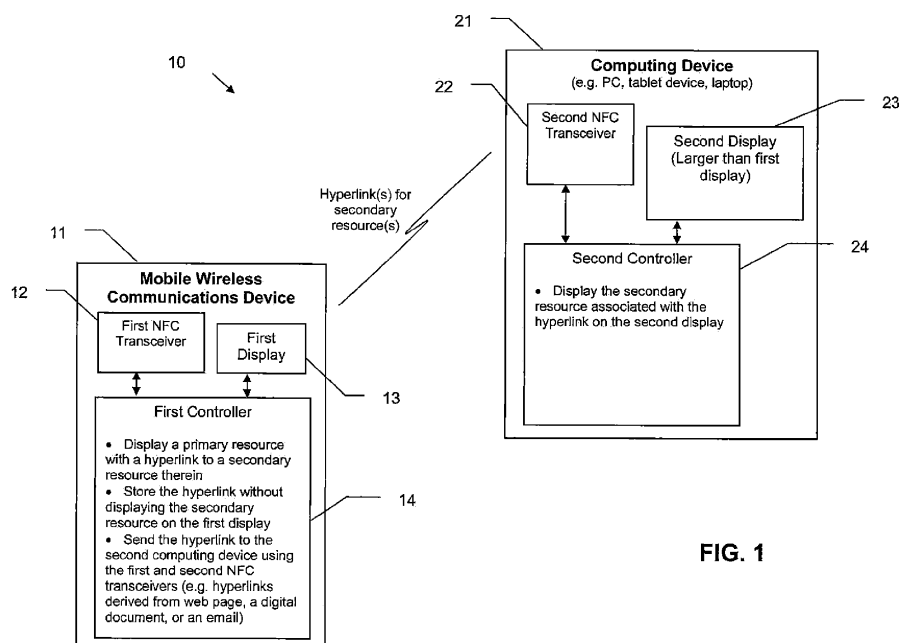 10
21
Computing Device
(e.g. PC, tablet device, laptop)
22
Second NFC
Transceiver
23
Second Display
(Larger than first
display)
Hyperlink(s) for
secondary
resource(s)
24
Second Controller
• Display the secondary
resource associated with the
hyperlink on the second display
11
Mobile Wireless
Communications Device
12
First NFC
Transceiver
First
Display
13
First Controller
• Display a primary resource
with a hyperlink to a secondary
resource therein
• Store the hyperlink without
displaying the secondary
resource on the first display
• Send the hyperlink to the
second computing device using
the first and second NFC
transceivers (e.g. hyperlinks
derived from web page, a digital
document, or an email)
14
FIG. 1